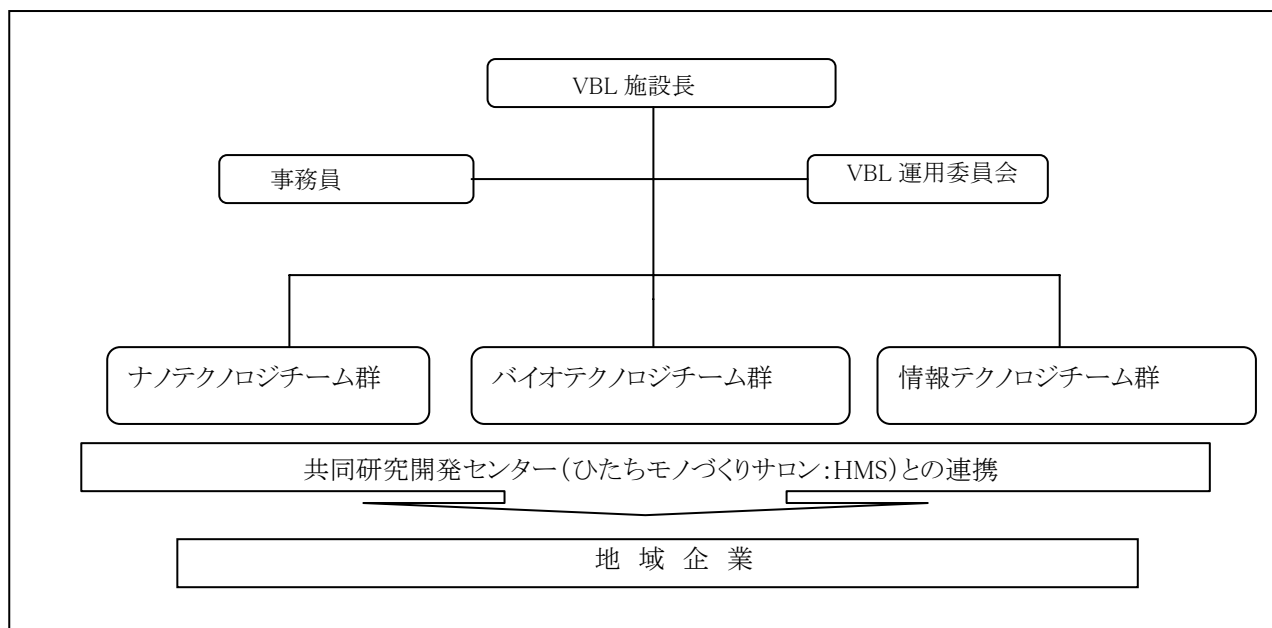 VBL 施設長
事務員
VBL 運用委員会
ナノテクノロジチーム群
バイオテクノロジチーム群
情報テクノロジチーム群
共同研究開発センター（ひたちモノづくりサロン：HMS）との連携
地 域 企 業